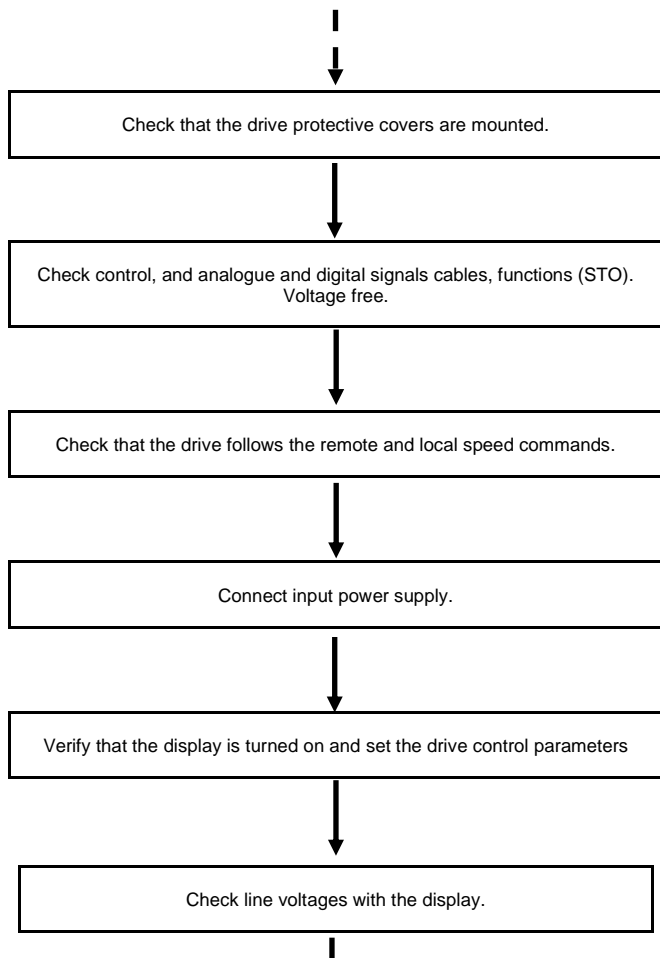 Check that the drive protective covers are mounted.
Check control, and analogue and digital signals cables, functions (STO).
Voltage free.
Check that the drive follows the remote and local speed commands.
Connect input power supply.
Verify that the display is turned on and set the drive control parameters
Check line voltages with the display.